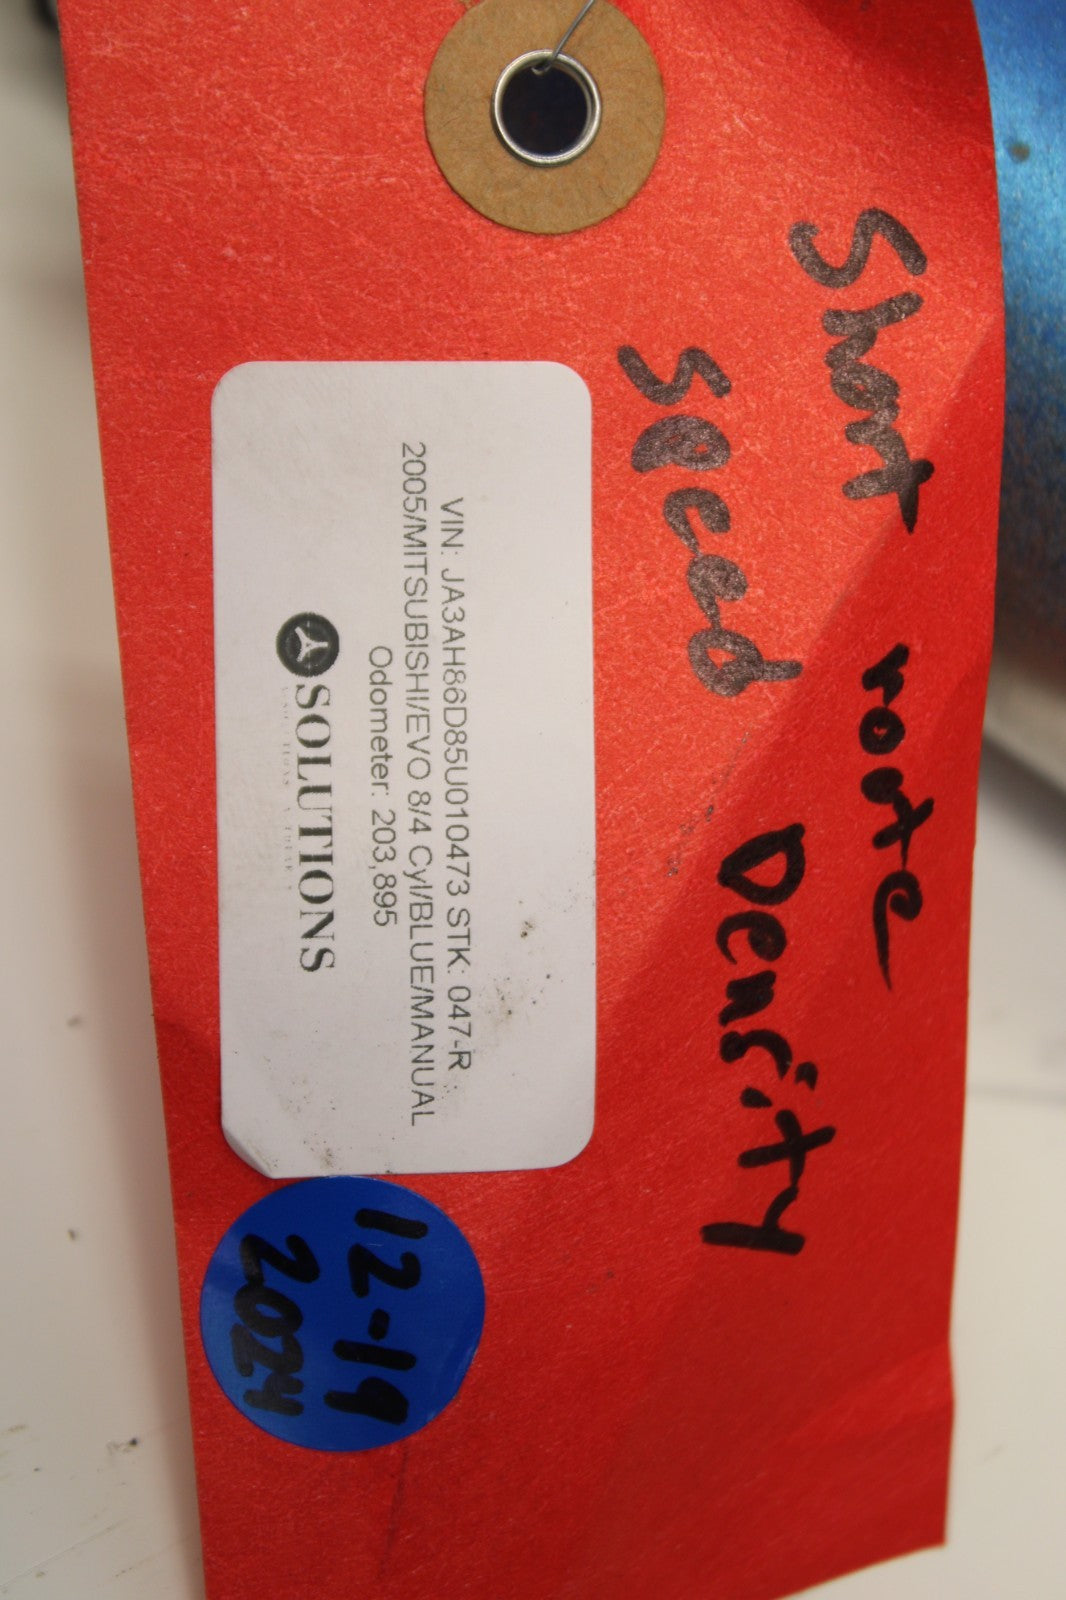 Short route
Speed Density
VIN: JA3AH86D85U010473 STK: 047-R
2005/MITSUBISHI/EVO 8/4 Cyl/BLUE/MANUAL
Odometer: 203,895
SOLUTIONS
12-19
2024